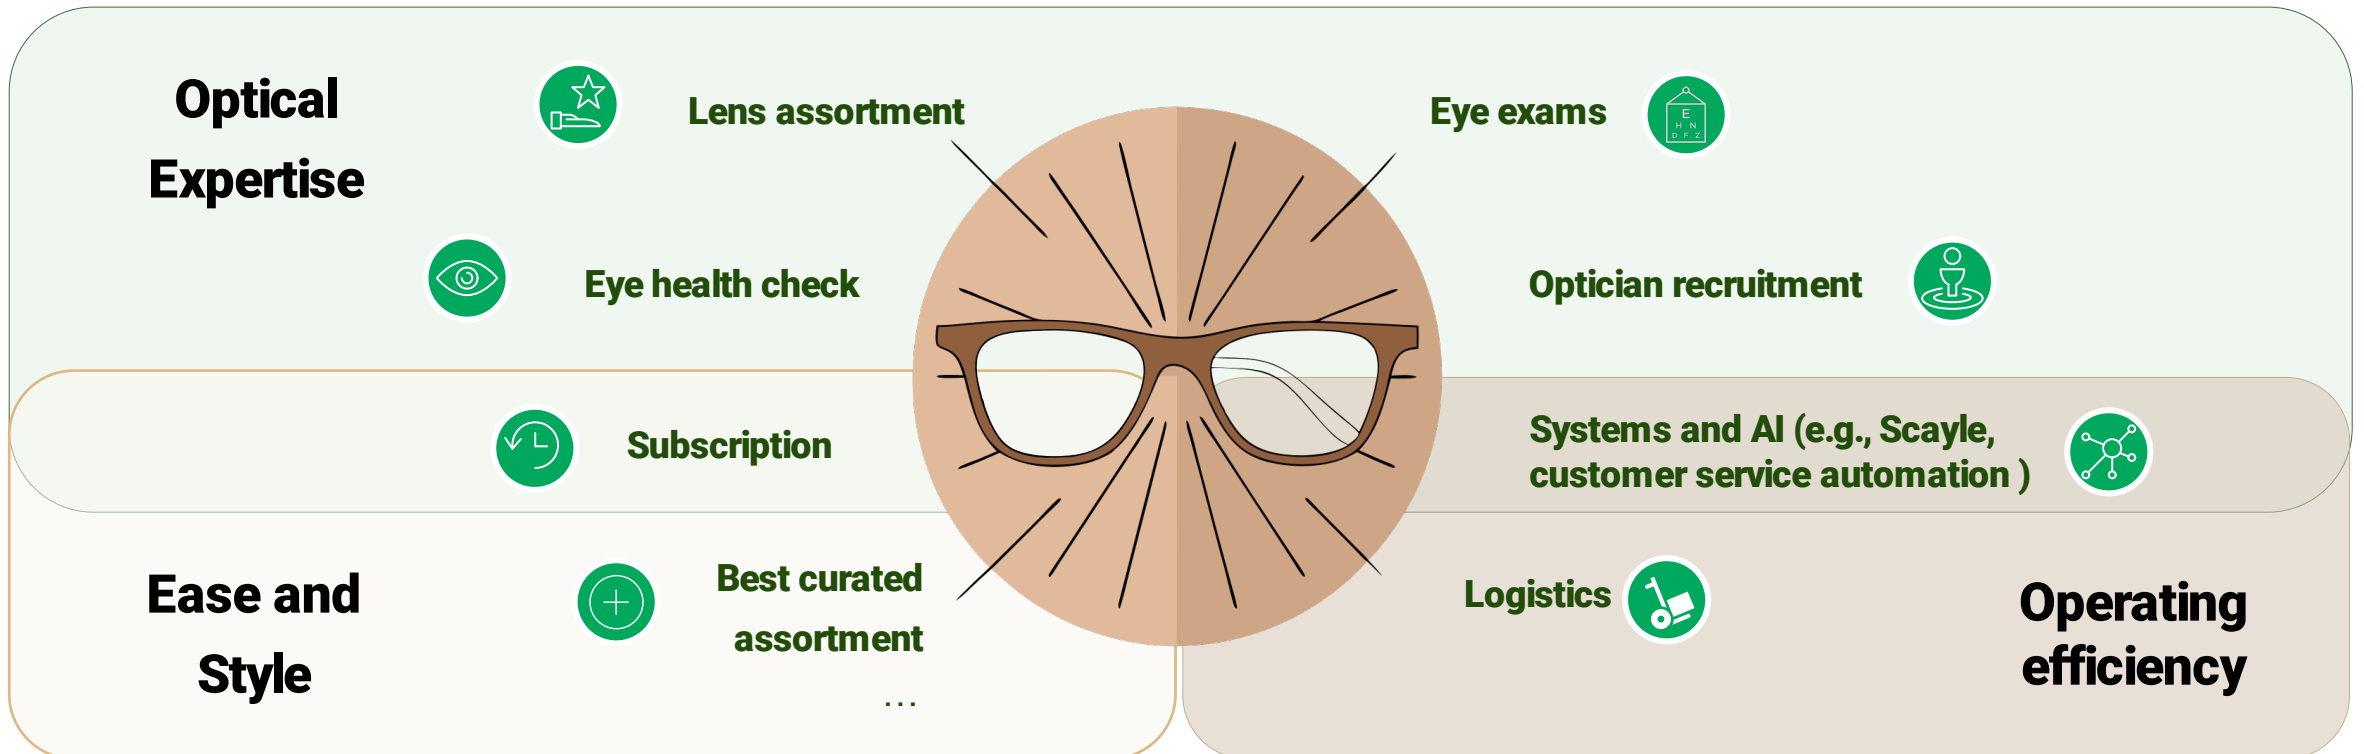 Optical
Expertise
Lens assortment
Eye exams
E
H N
D F Z
Eye health check
Optician recruitment
Subscription
Systems and AI (e.g., Scayle,
customer service automation )
Ease and
Style
Best curated
assortment
...
Logistics
Operating
efficiency